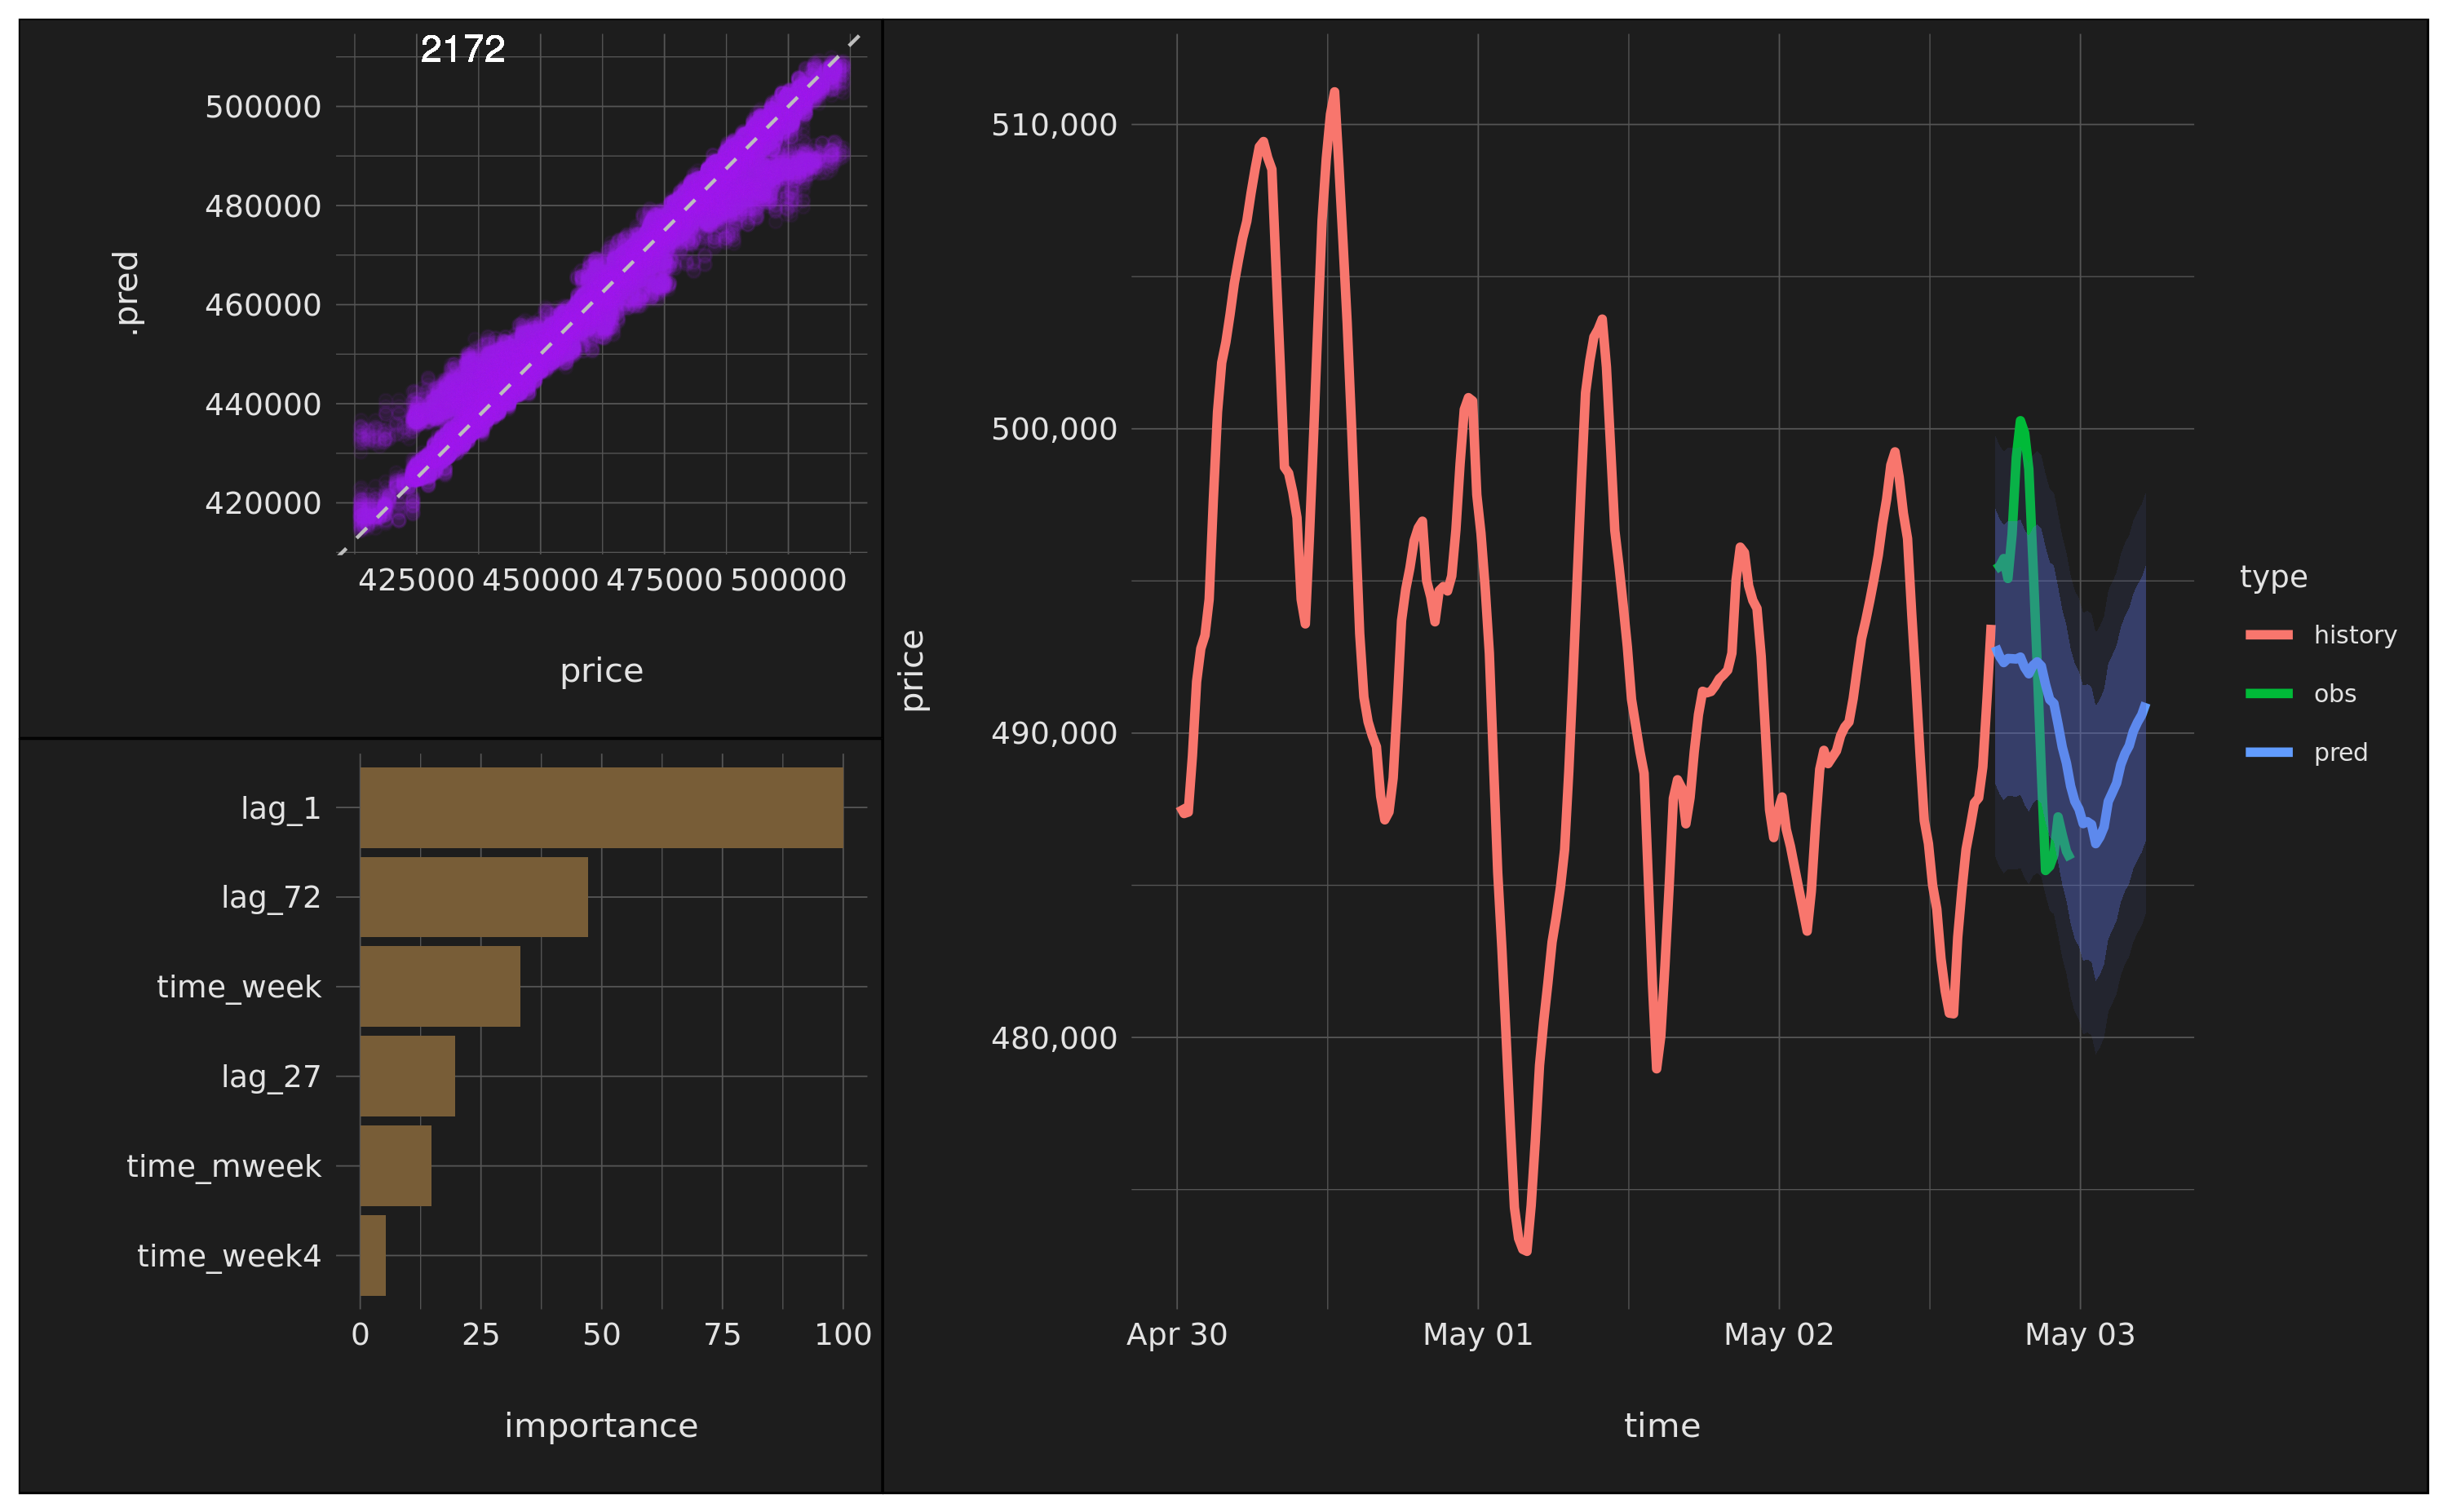 2172
500000
480000
460000
440000
420000
.pred
425000 450000 475000 500000
price
lag_1
lag_72
time_week
lag_27
time_mweek
time_week4
0 25 50 75 100
importance
510,000
500,000
490,000
480,000
price
Apr 30 May 01 May 02 May 03
time
type
history
obs
pred